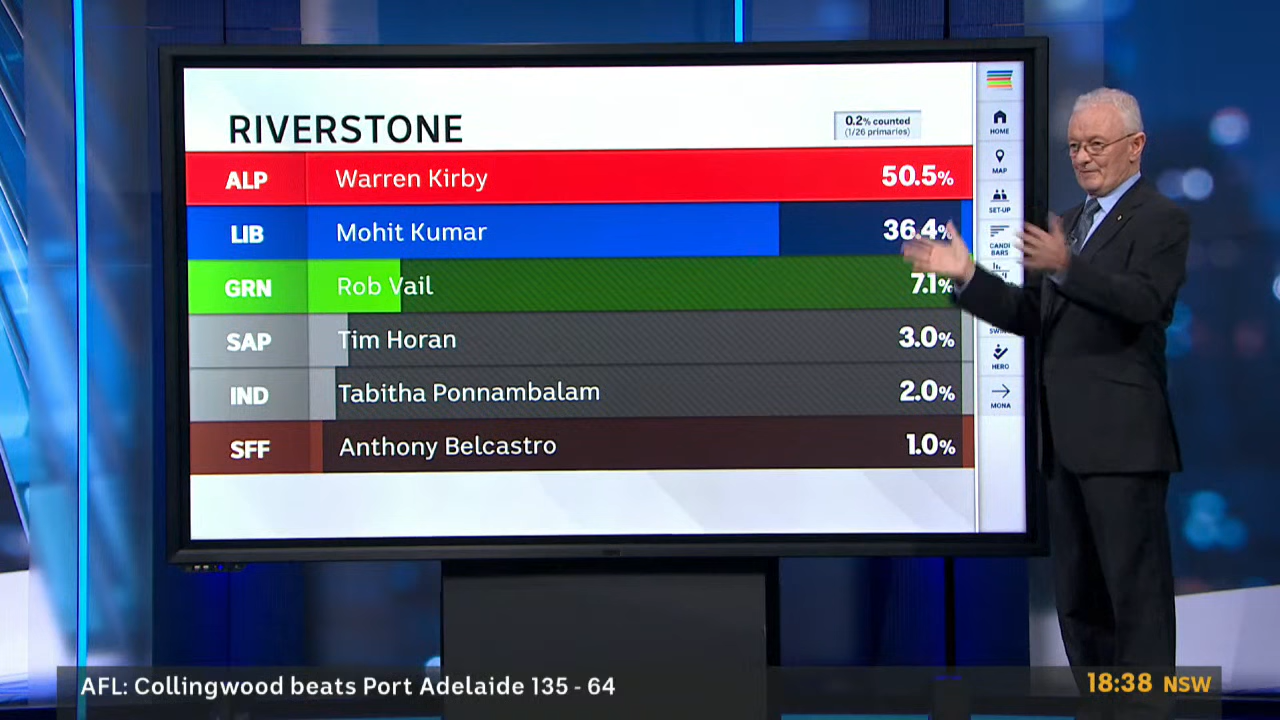 RIVERSTONE
0.2% counted
(1/26 primaries)
ALP Warren Kirby 50.5%
LIB Mohit Kumar 36.4%
GRN Rob Vail 7.1%
SAP Tim Horan 3.0%
IND Tabitha Ponnambalam 2.0%
SFF Anthony Belcastro 1.0%
HOME
MAP
SET-UP
CANDI
BARS
HERO
MONA
AFL: Collingwood beats Port Adelaide 135 - 64
18:38 NSW